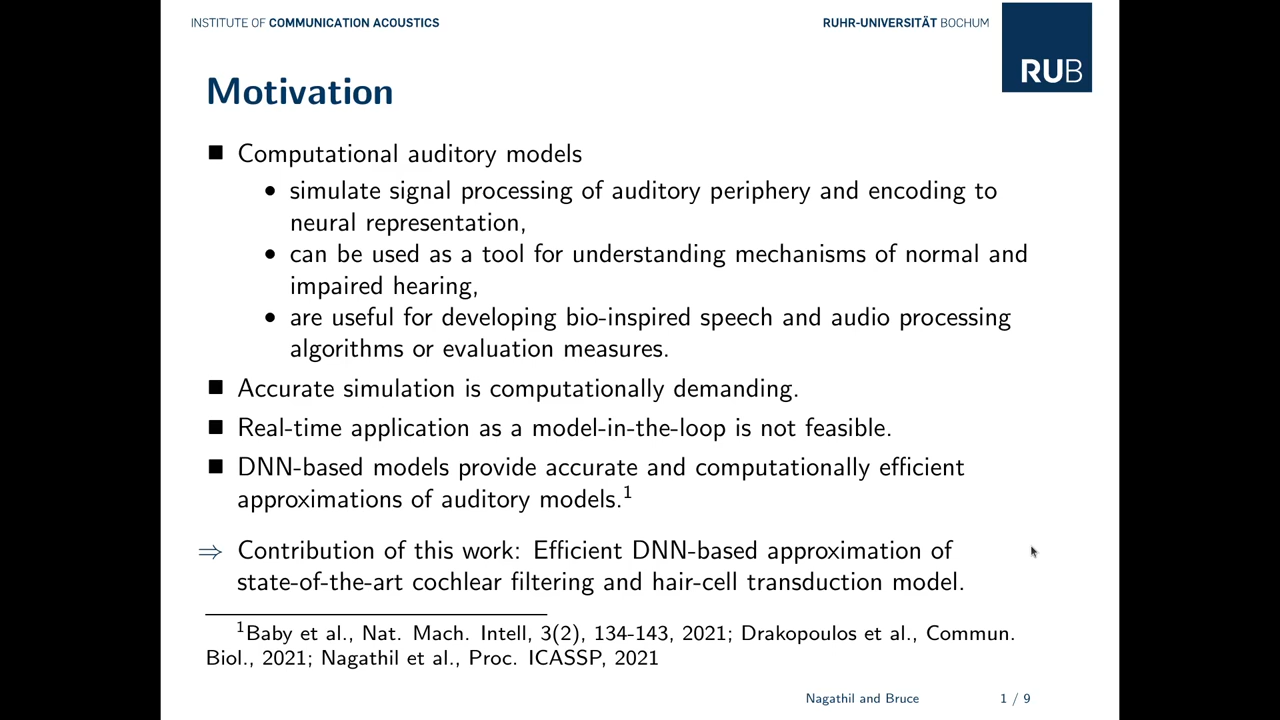 INSTITUTE OF COMMUNICATION ACOUSTICS
RUHR-UNIVERSITÄT BOCHUM
RUB
Motivation
■ Computational auditory models
• simulate signal processing of auditory periphery and encoding to
neural representation,
• can be used as a tool for understanding mechanisms of normal and
impaired hearing,
• are useful for developing bio-inspired speech and audio processing
algorithms or evaluation measures.
■ Accurate simulation is computationally demanding.
■ Real-time application as a model-in-the-loop is not feasible.
■ DNN-based models provide accurate and computationally efficient
approximations of auditory models.¹
⇒ Contribution of this work: Efficient DNN-based approximation of
state-of-the-art cochlear filtering and hair-cell transduction model.
¹Baby et al., Nat. Mach. Intell, 3(2), 134-143, 2021; Drakopoulos et al., Commun.
Biol., 2021; Nagathil et al., Proc. ICASSP, 2021
Nagathil and Bruce
1 / 9